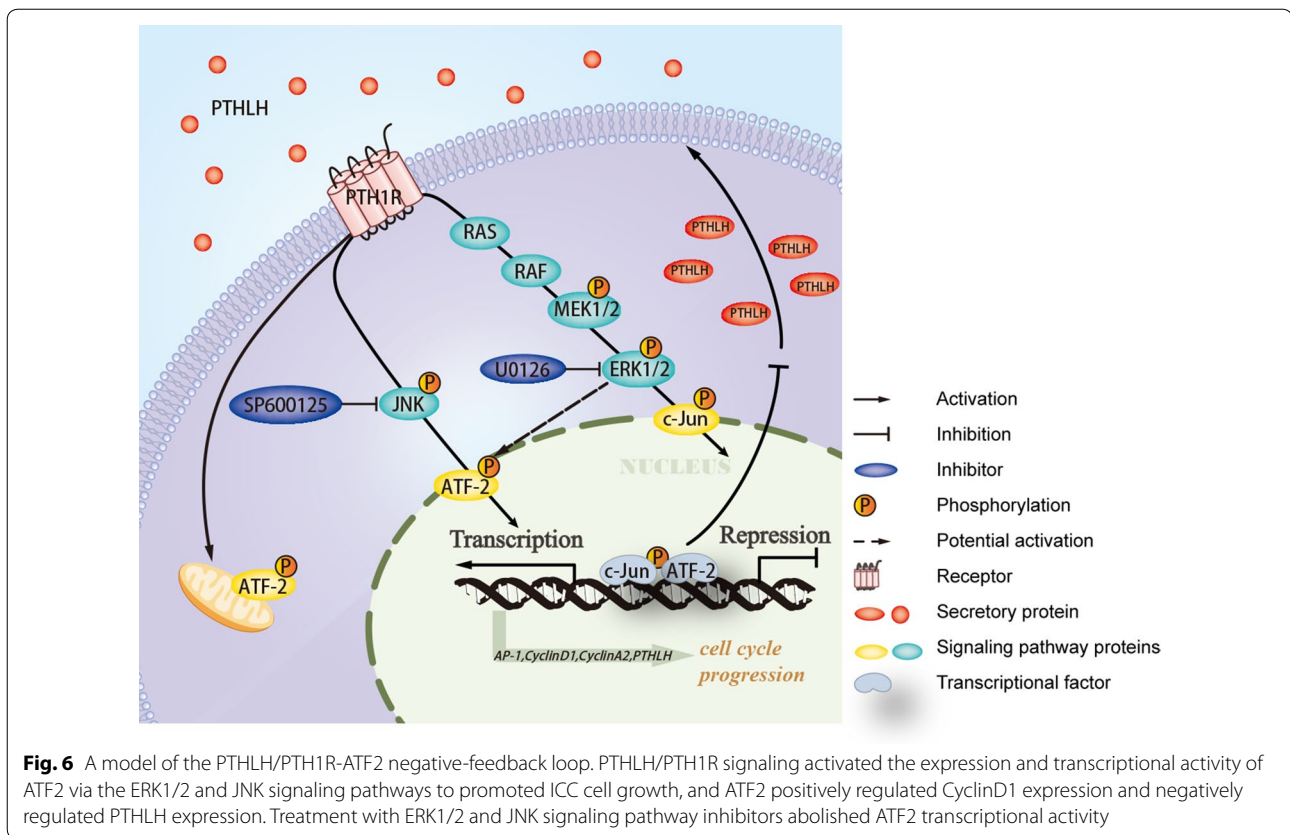 PTHLH
PTH1R
RAS
RAF
P
MEK1/2
P
U0126
ERK1/2
SP600125
P
JNK
P
c-Jun
NUCLEUS
P
ATF-2
PTHLH
PTHLH
PTHLH
PTHLH
PTHLH
P
ATF-2
Transcription
Repression
P
c-Jun
ATF-2
AP-1,CyclinD1,CyclinA2,PTHLH
cell cycle
progression
Activation
Inhibition
Inhibitor
P
Phosphorylation
Potential activation
Receptor
Secretory protein
Signaling pathway proteins
Transcriptional factor
Fig. 6 A model of the PTHLH/PTH1R-ATF2 negative-feedback loop. PTHLH/PTH1R signaling activated the expression and transcriptional activity of
ATF2 via the ERK1/2 and JNK signaling pathways to promoted ICC cell growth, and ATF2 positively regulated CyclinD1 expression and negatively
regulated PTHLH expression. Treatment with ERK1/2 and JNK signaling pathway inhibitors abolished ATF2 transcriptional activity